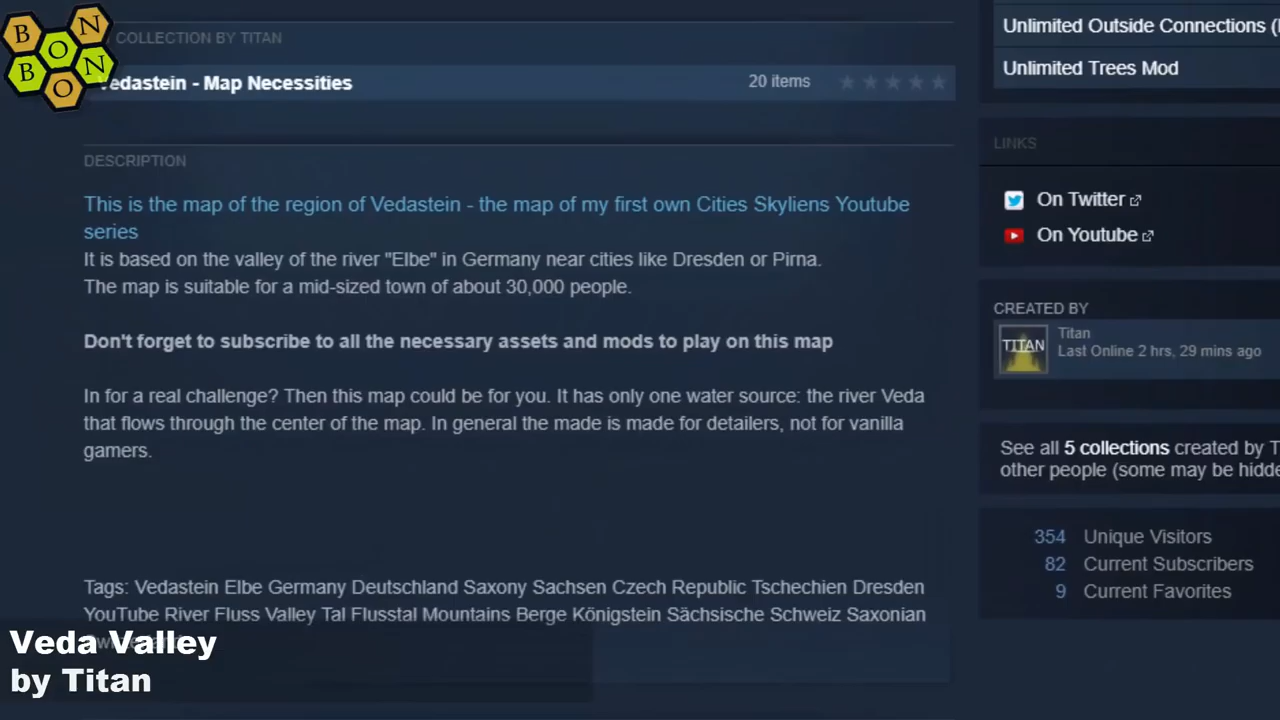 BON
BON
O
COLLECTION BY TITAN
Vedastein - Map Necessities
20 items
DESCRIPTION
This is the map of the region of Vedastein - the map of my first own Cities Skyliens Youtube
series
It is based on the valley of the river "Elbe" in Germany near cities like Dresden or Pirna.
The map is suitable for a mid-sized town of about 30,000 people.
Don't forget to subscribe to all the necessary assets and mods to play on this map
In for a real challenge? Then this map could be for you. It has only one water source: the river Veda
that flows through the center of the map. In general the made is made for detailers, not for vanilla
gamers.
Tags: Vedastein Elbe Germany Deutschland Saxony Sachsen Czech Republic Tschechien Dresden
YouTube River Fluss Valley Tal Flusstal Mountains Berge Königstein Sächsische Schweiz Saxonian
Veda Valley
by Titan
Unlimited Outside Connections (
Unlimited Trees Mod
LINKS
On Twitter
On Youtube
CREATED BY
TITAN
Titan
Last Online 2 hrs, 29 mins ago
See all 5 collections created by T
other people (some may be hidde
354 Unique Visitors
82 Current Subscribers
9 Current Favorites